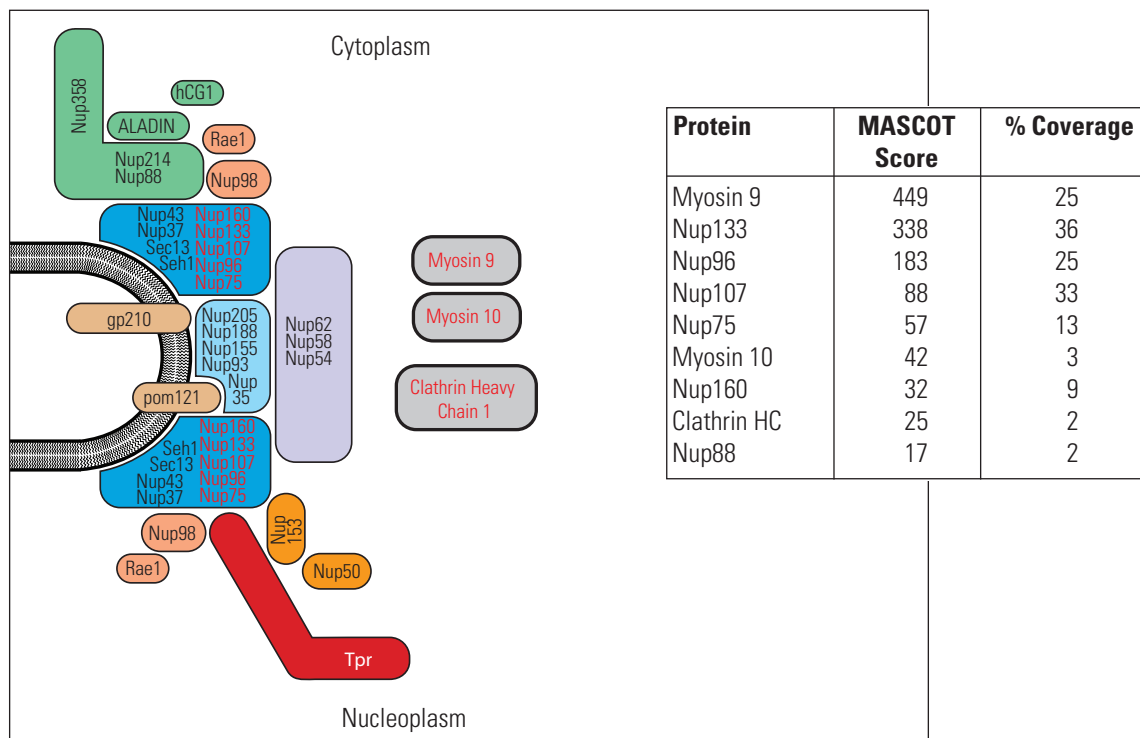 Cytoplasm
Nup358
hCG1
ALADIN
Rae1
Nup214
Nup88
Nup98
Nup43
Nup37
Sec13
Seh1
Nup160
Nup133
Nup107
Nup96
Nup75
gp210
Nup205
Nup188
Nup155
Nup93
Nup
35
pom121
Nup62
Nup58
Nup54
Myosin 9
Myosin 10
Clathrin Heavy
Chain 1
Seh1
Sec13
Nup43
Nup37
Nup160
Nup133
Nup107
Nup96
Nup75
Nup98
Rae1
Nup
153
Nup50
Tpr
Nucleoplasm
Protein MASCOT Score % Coverage
Myosin 9 449 25
Nup133 338 36
Nup96 183 25
Nup107 88 33
Nup75 57 13
Myosin 10 42 3
Nup160 32 9
Clathrin HC 25 2
Nup88 17 2